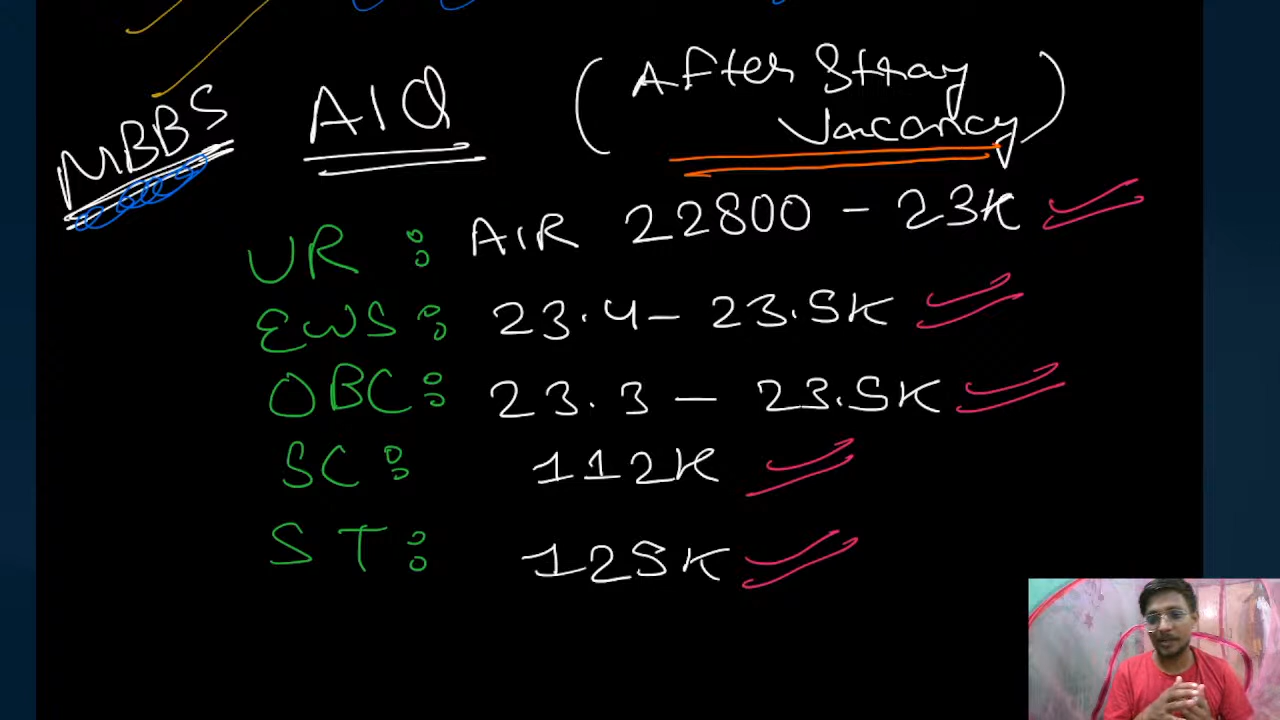 MBBS AIQ (After Stray
Vacancy)
UR : AIR 22800 - 23K
EWS : 23.4 - 23.5K
OBC : 23.3 - 23.5K
SC : 112K
ST : 125K